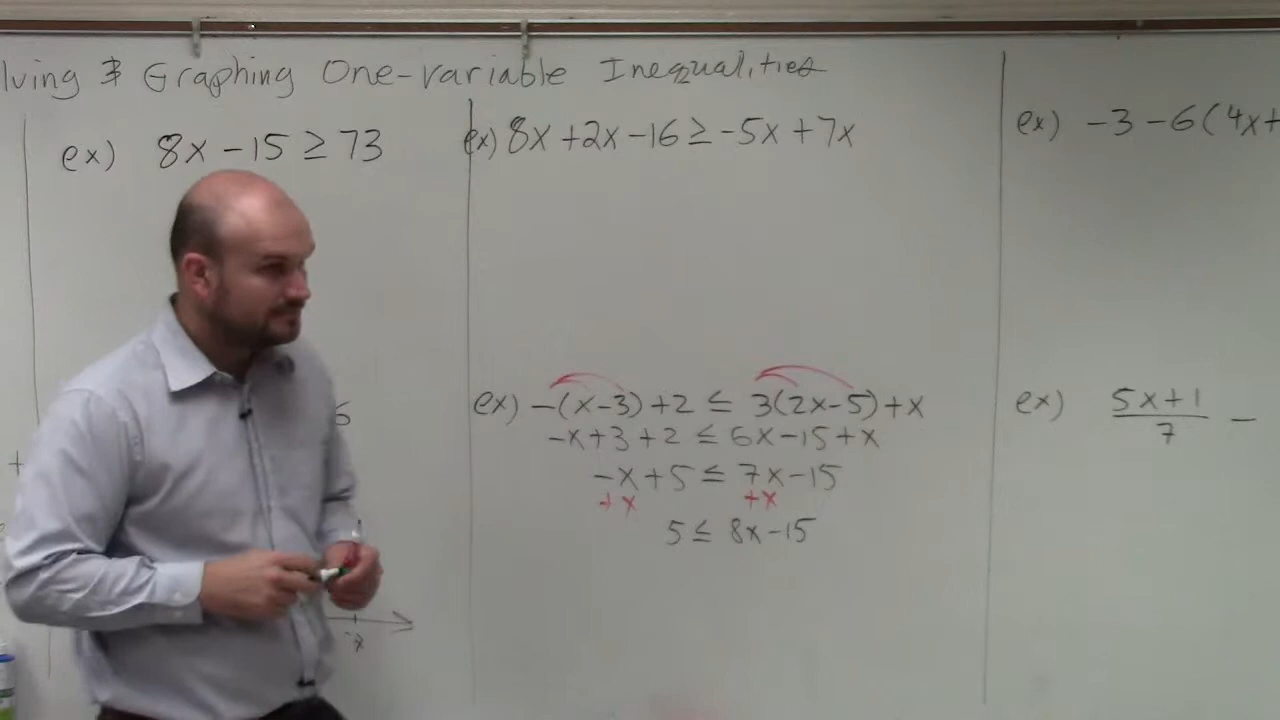 lving & Graphing One-variable Inequalities
ex) 8x - 15 ≥ 73
6
+
ex) 8x + 2x - 16 ≥ -5x + 7x
ex) -(x-3) + 2 ≤ 3(2x-5) + x
-x + 3 + 2 ≤ 6x - 15 + x
-x + 5 ≤ 7x - 15
+x +x
5 ≤ 8x - 15
ex) -3 - 6(4x+
ex) 5x+1/7 -